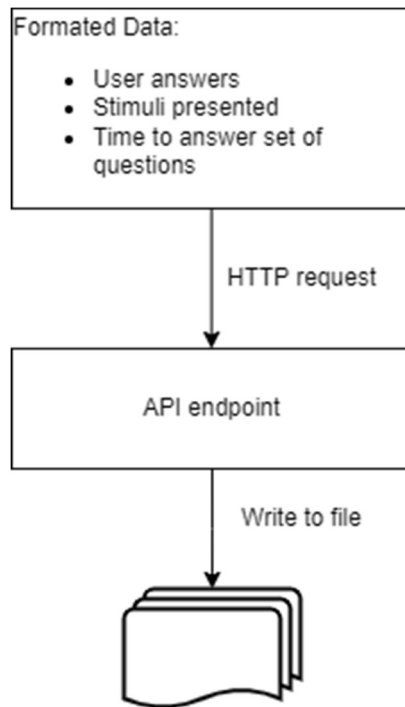 Formated Data:
• User answers
• Stimuli presented
• Time to answer set of
questions
HTTP request
API endpoint
Write to file